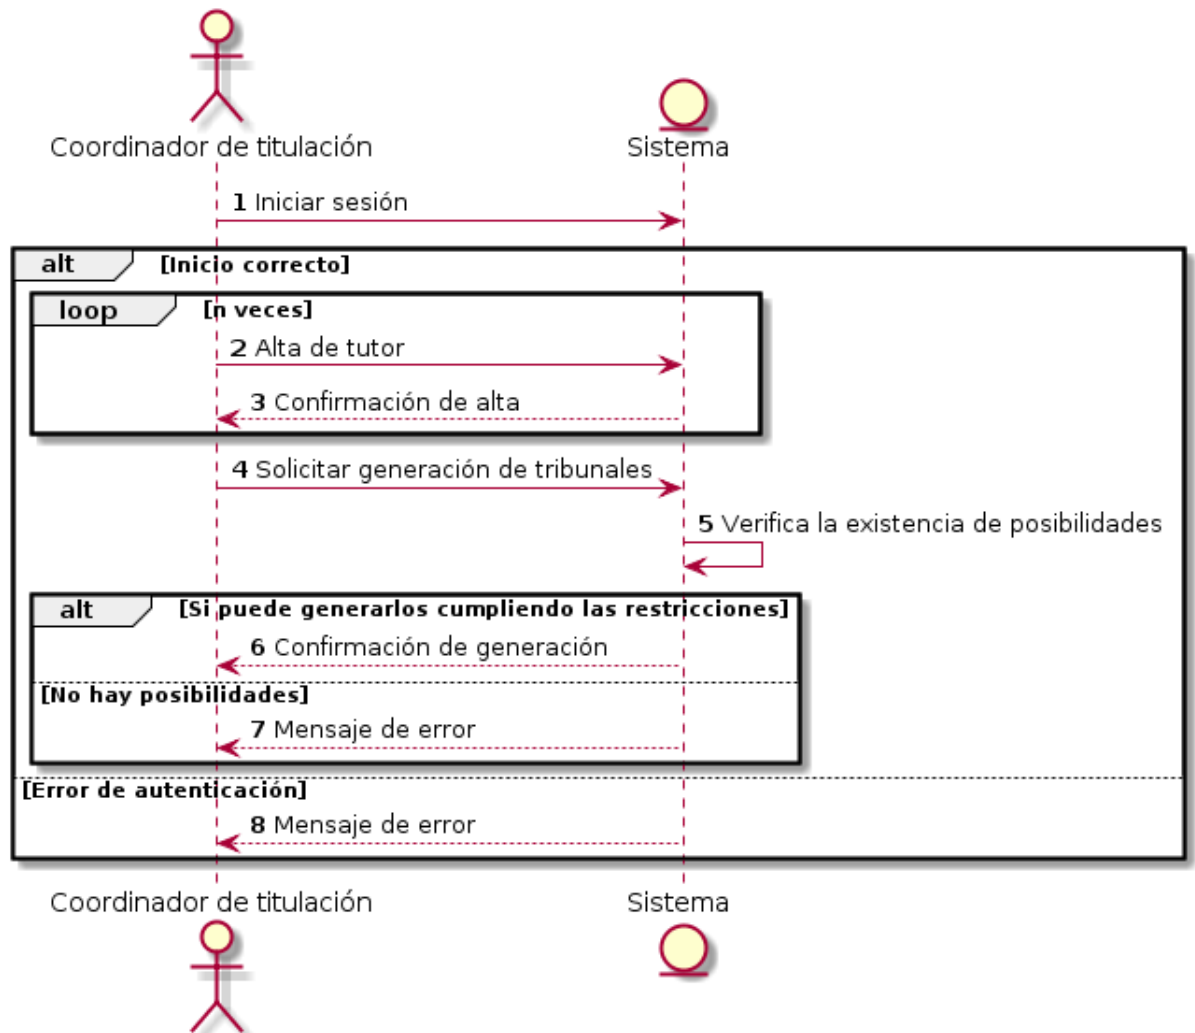 Coordinador de titulación
Sistema
1 Iniciar sesión
alt [Inicio correcto]
loop [n veces]
2 Alta de tutor
3 Confirmación de alta
4 Solicitar generación de tribunales
5 Verifica la existencia de posibilidades
alt [Si puede generarlos cumpliendo las restricciones]
6 Confirmación de generación
[No hay posibilidades]
7 Mensaje de error
[Error de autenticación]
8 Mensaje de error
Coordinador de titulación
Sistema